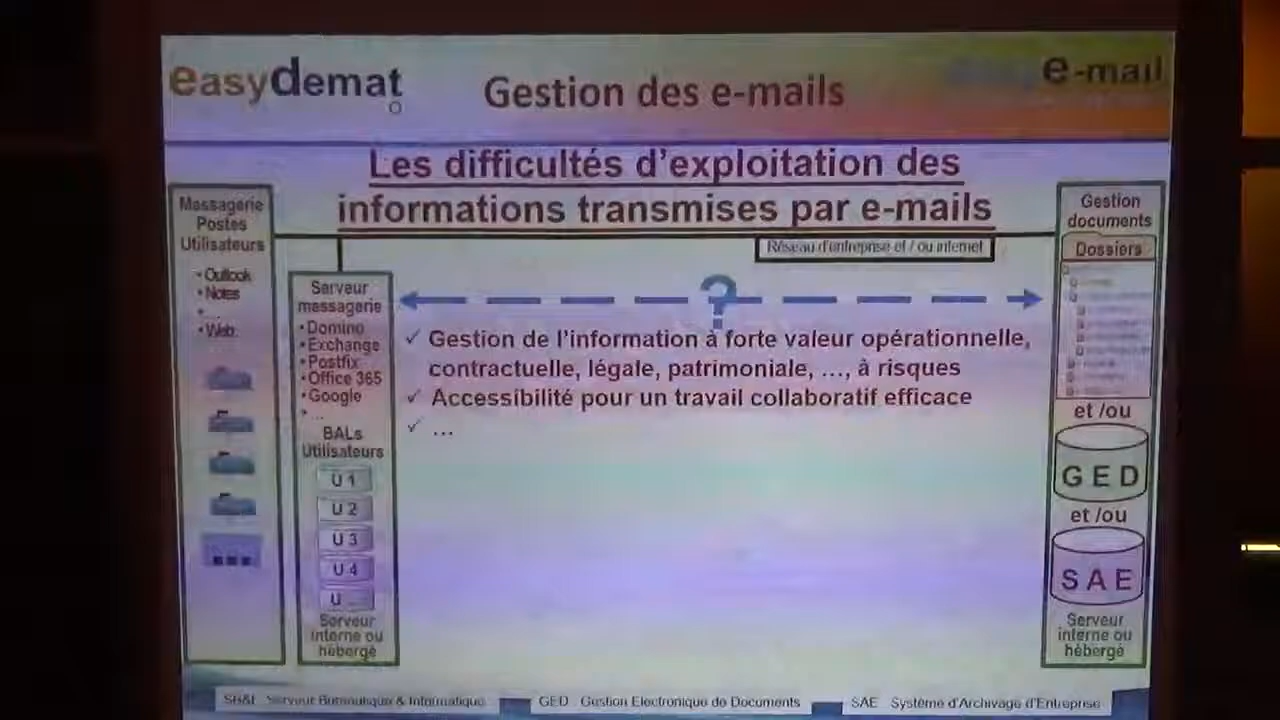 easydemat
Gestion des e-mails
e-mail
Les difficultés d'exploitation des
informations transmises par e-mails
Messagerie
Postes
Utilisateurs
• Outlook
• Notes
• ...
• Web
Réseau d'entreprise et / ou internet
Serveur
messagerie
• Domino
• Exchange
• Postfix
• Office 365
• Google
• ...
BALs
Utilisateurs
U 1
U 2
U 3
U 4
U ...
Serveur
interne ou
hébergé
?
✓ Gestion de l'information à forte valeur opérationnelle,
contractuelle, légale, patrimoniale, ..., à risques
✓ Accessibilité pour un travail collaboratif efficace
✓ ...
Gestion
documents
Dossiers
et /ou
G E D
et /ou
S A E
Serveur
interne ou
hébergé
Serveur Bureautique & Informatique
GED Gestion Electronique de Documents
SAE Système d'Archivage d'Entreprise